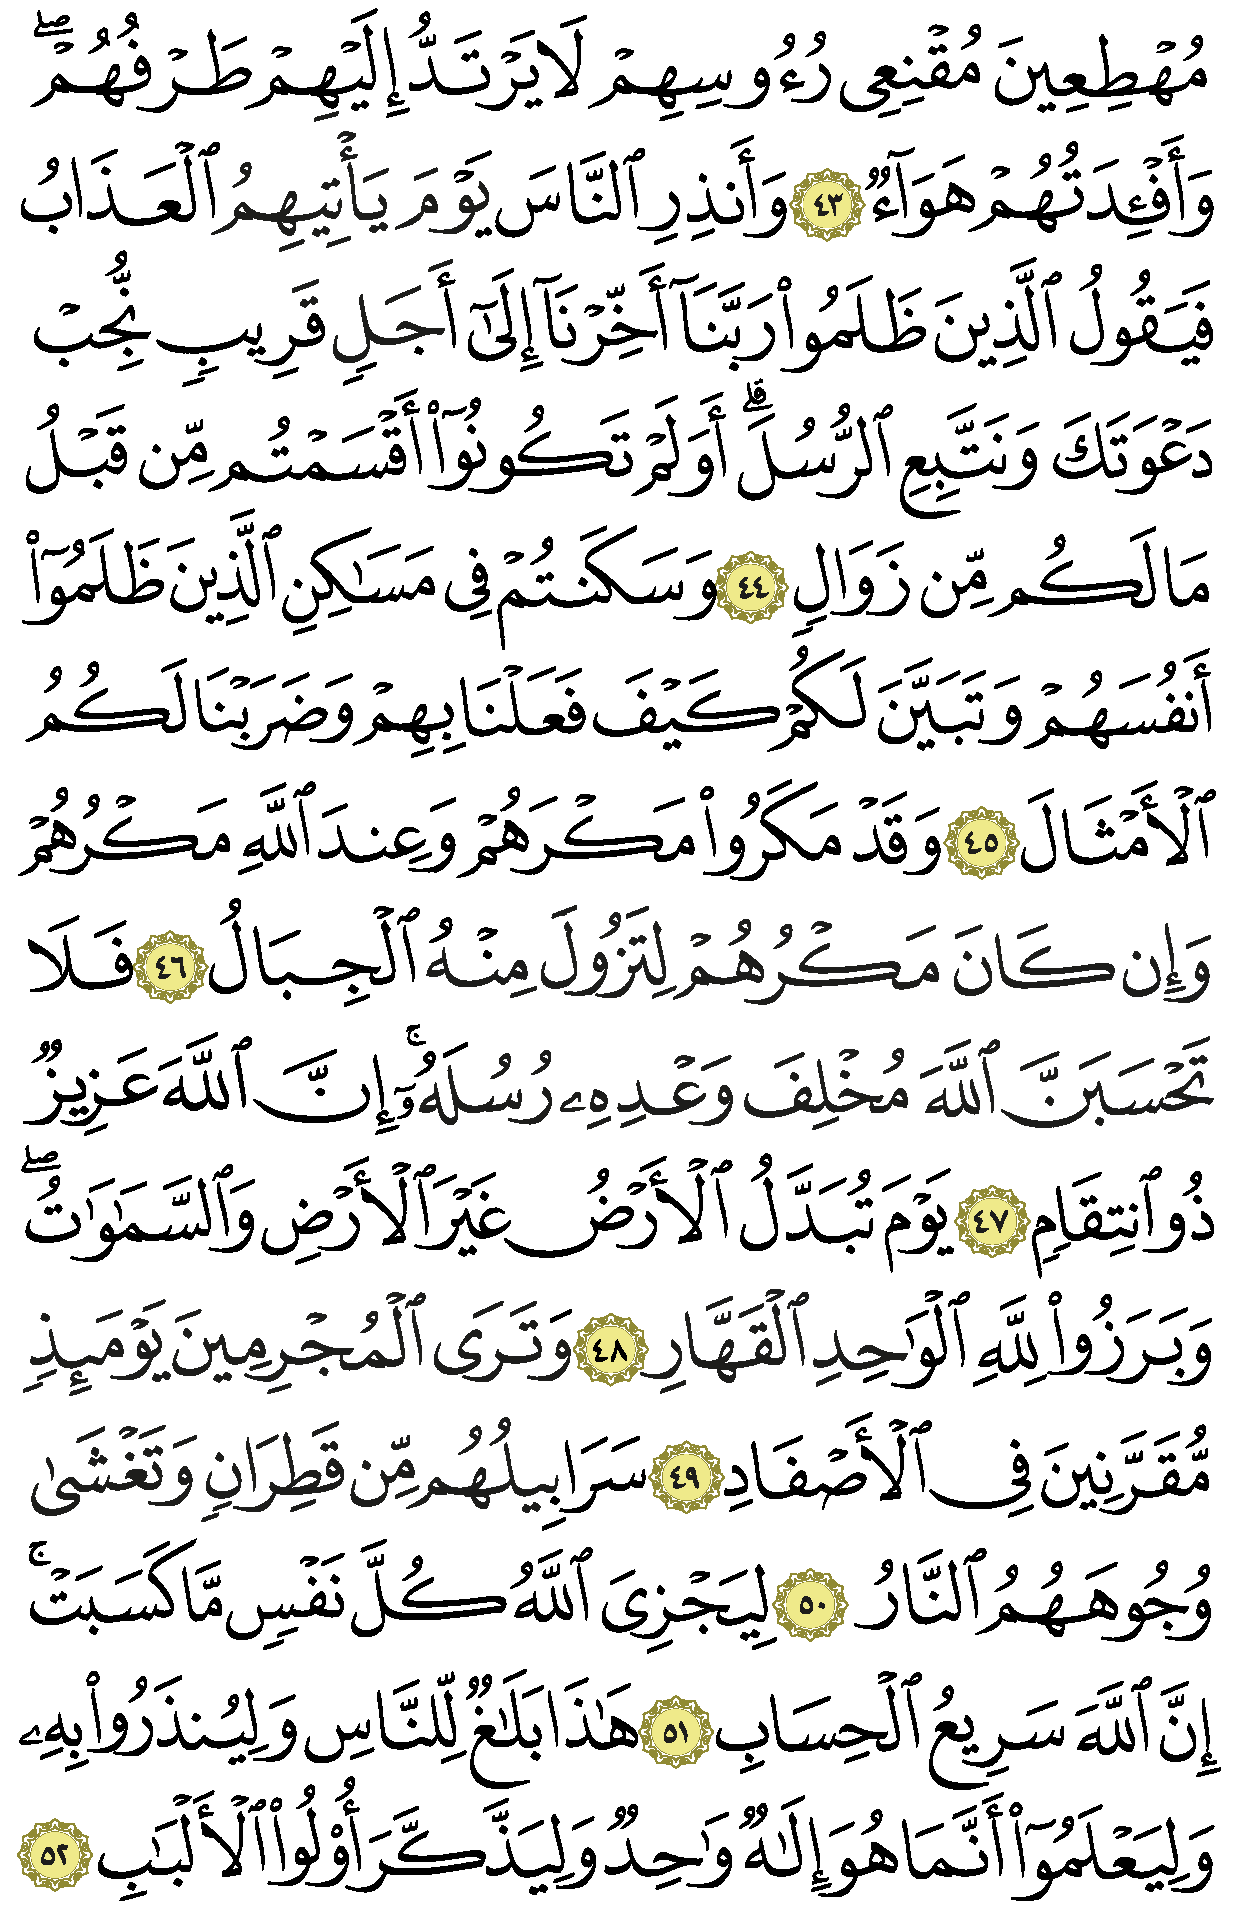 مُهْطِعِينَ مُقْنِعِى رُءُوسِهِمْ لَا يَرْتَدُّ إِلَيْهِمْ طَرْفُهُمْ ۖ
وَأَفْـِٔدَتُهُمْ هَوَآءٌ ٤٣ وَأَنذِرِ ٱلنَّاسَ يَوْمَ يَأْتِيهِمُ ٱلْعَذَابُ
فَيَقُولُ ٱلَّذِينَ ظَلَمُوا۟ رَبَّنَآ أَخِّرْنَآ إِلَىٰٓ أَجَلٍ قَرِيبٍ نُّجِبْ
دَعْوَتَكَ وَنَتَّبِعِ ٱلرُّسُلَ ۗ أَوَلَمْ تَكُونُوٓا۟ أَقْسَمْتُم مِّن قَبْلُ
مَا لَكُم مِّن زَوَالٍ ٤٤ وَسَكَنتُمْ فِى مَسَـٰكِنِ ٱلَّذِينَ ظَلَمُوٓا۟
أَنفُسَهُمْ وَتَبَيَّنَ لَكُمْ كَيْفَ فَعَلْنَا بِهِمْ وَضَرَبْنَا لَكُمُ
ٱلْأَمْثَالَ ٤٥ وَقَدْ مَكَرُوا۟ مَكْرَهُمْ وَعِندَ ٱللَّهِ مَكْرُهُمْ
وَإِن كَانَ مَكْرُهُمْ لِتَزُولَ مِنْهُ ٱلْجِبَالُ ٤٦ فَلَا
تَحْسَبَنَّ ٱللَّهَ مُخْلِفَ وَعْدِهِۦ رُسُلَهُۥٓ ۚ إِنَّ ٱللَّهَ عَزِيزٌ
ذُو ٱنتِقَامٍ ٤٧ يَوْمَ تُبَدَّلُ ٱلْأَرْضُ غَيْرَ ٱلْأَرْضِ وَٱلسَّمَـٰوَٰتُ ۖ
وَبَرَزُوا۟ لِلَّهِ ٱلْوَٰحِدِ ٱلْقَهَّارِ ٤٨ وَتَرَى ٱلْمُجْرِمِينَ يَوْمَئِذٍ
مُّقَرَّنِينَ فِى ٱلْأَصْفَادِ ٤٩ سَرَابِيلُهُم مِّن قَطِرَانٍ وَتَغْشَىٰ
وُجُوهَهُمُ ٱلنَّارُ ٥٠ لِيَجْزِىَ ٱللَّهُ كُلَّ نَفْسٍ مَّا كَسَبَتْ ۚ
إِنَّ ٱللَّهَ سَرِيعُ ٱلْحِسَابِ ٥١ هَـٰذَا بَلَـٰغٌ لِّلنَّاسِ وَلِيُنذَرُوا۟ بِهِۦ
وَلِيَعْلَمُوٓا۟ أَنَّمَا هُوَ إِلَـٰهٌ وَٰحِدٌ وَلِيَذَّكَّرَ أُو۟لُوا۟ ٱلْأَلْبَـٰبِ ٥٢